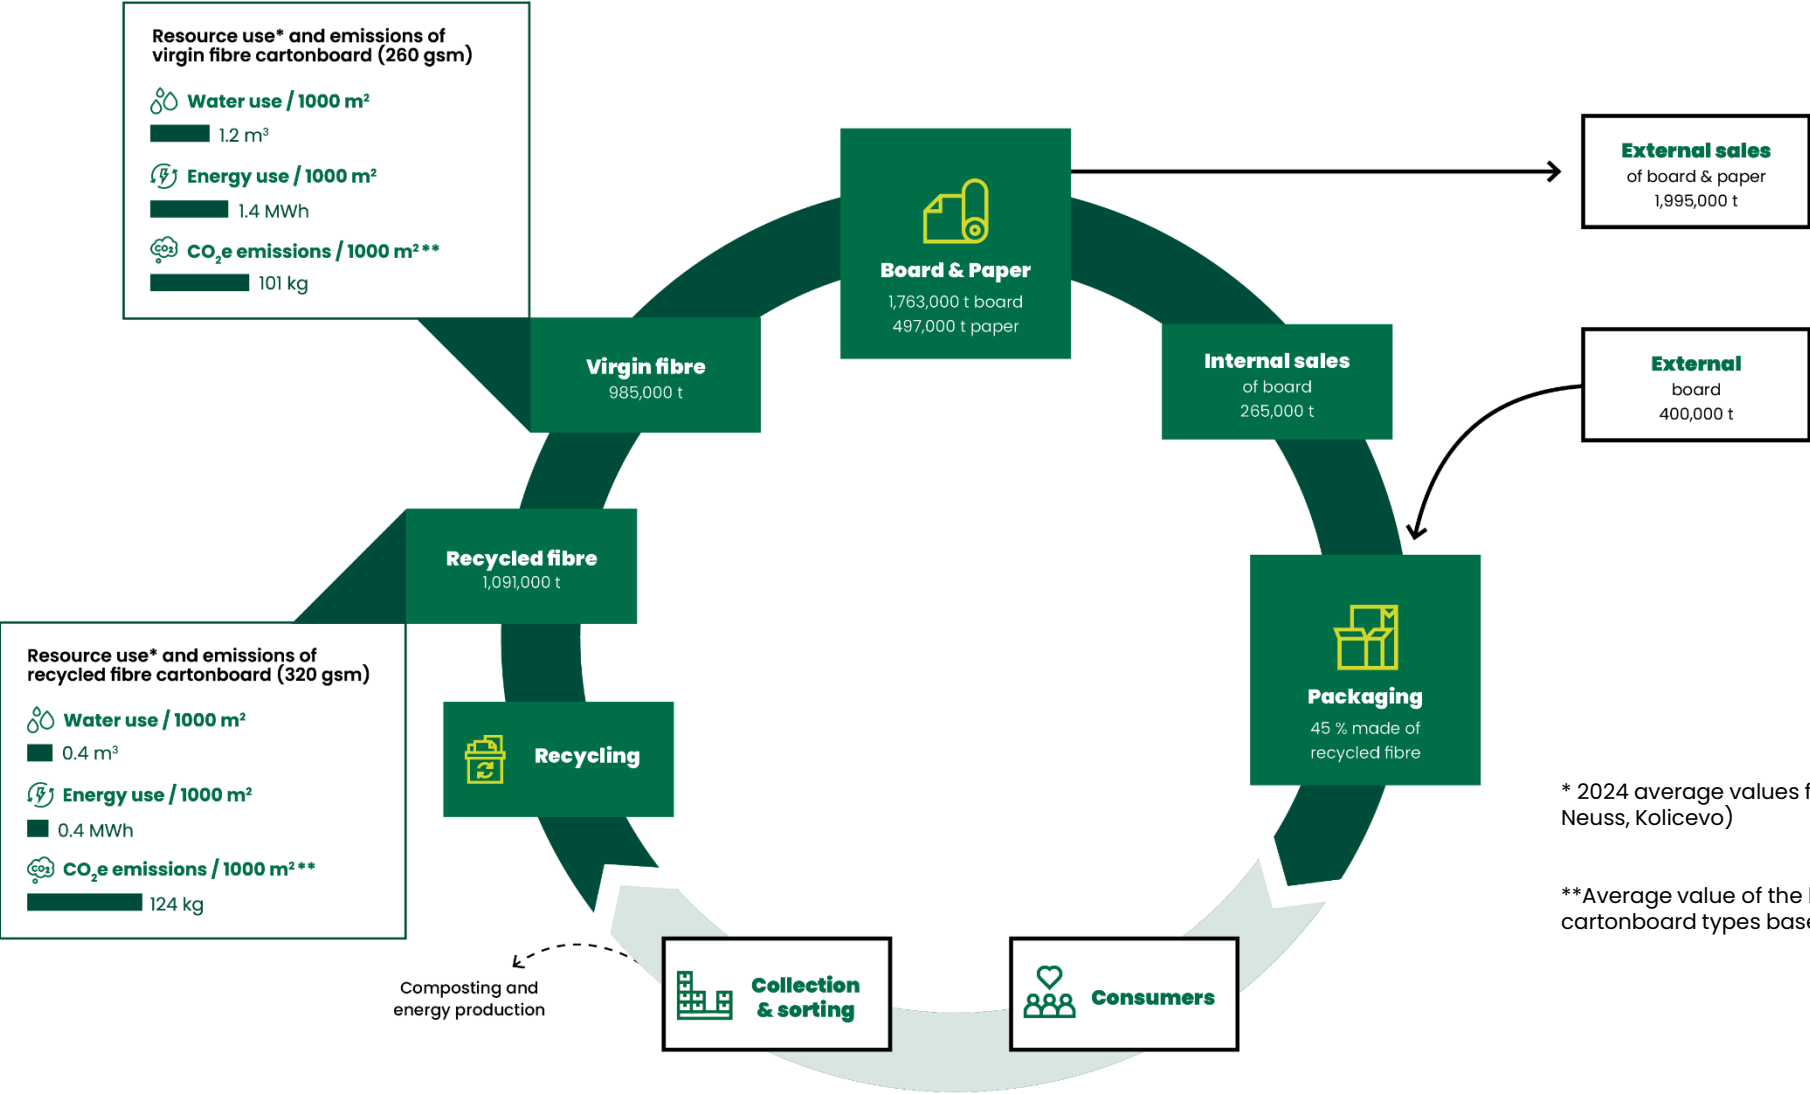 Resource use* and emissions of
virgin fibre cartonboard (260 gsm)
Water use / 1000 m²
1.2 m³
Energy use / 1000 m²
1.4 MWh
CO₂e emissions / 1000 m²**
101 kg
Board & Paper
1,763,000 t board
497,000 t paper
External sales
of board & paper
1,995,000 t
Virgin fibre
985,000 t
Internal sales
of board
265,000 t
External
board
400,000 t
Recycled fibre
1,091,000 t
Resource use* and emissions of
recycled fibre cartonboard (320 gsm)
Water use / 1000 m²
0.4 m³
Energy use / 1000 m²
0.4 MWh
CO₂e emissions / 1000 m²**
124 kg
Recycling
Packaging
45 % made of
recycled fibre
Composting and
energy production
Collection
& sorting
Consumers
* 2024 average values
Neuss, Kolicevo)
**Average value of the
cartonboard types
CO₂
CO₂